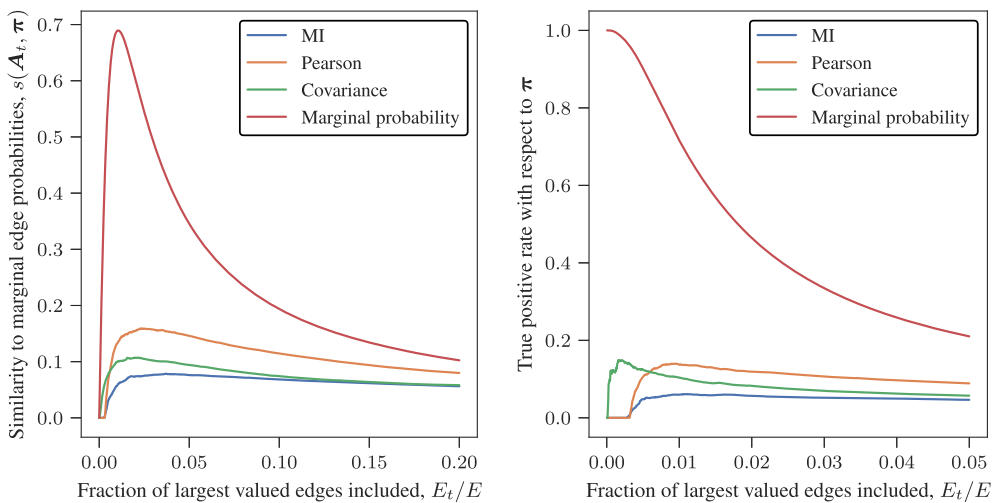 Similarity to marginal edge probabilities, s(A_t, π)
0.7
0.6
0.5
0.4
0.3
0.2
0.1
0.0
MI
Pearson
Covariance
Marginal probability
0.00 0.05 0.10 0.15 0.20
Fraction of largest valued edges included, E_t/E
True positive rate with respect to π
1.0
0.8
0.6
0.4
0.2
0.0
MI
Pearson
Covariance
Marginal probability
0.00 0.01 0.02 0.03 0.04 0.05
Fraction of largest valued edges included, E_t/E